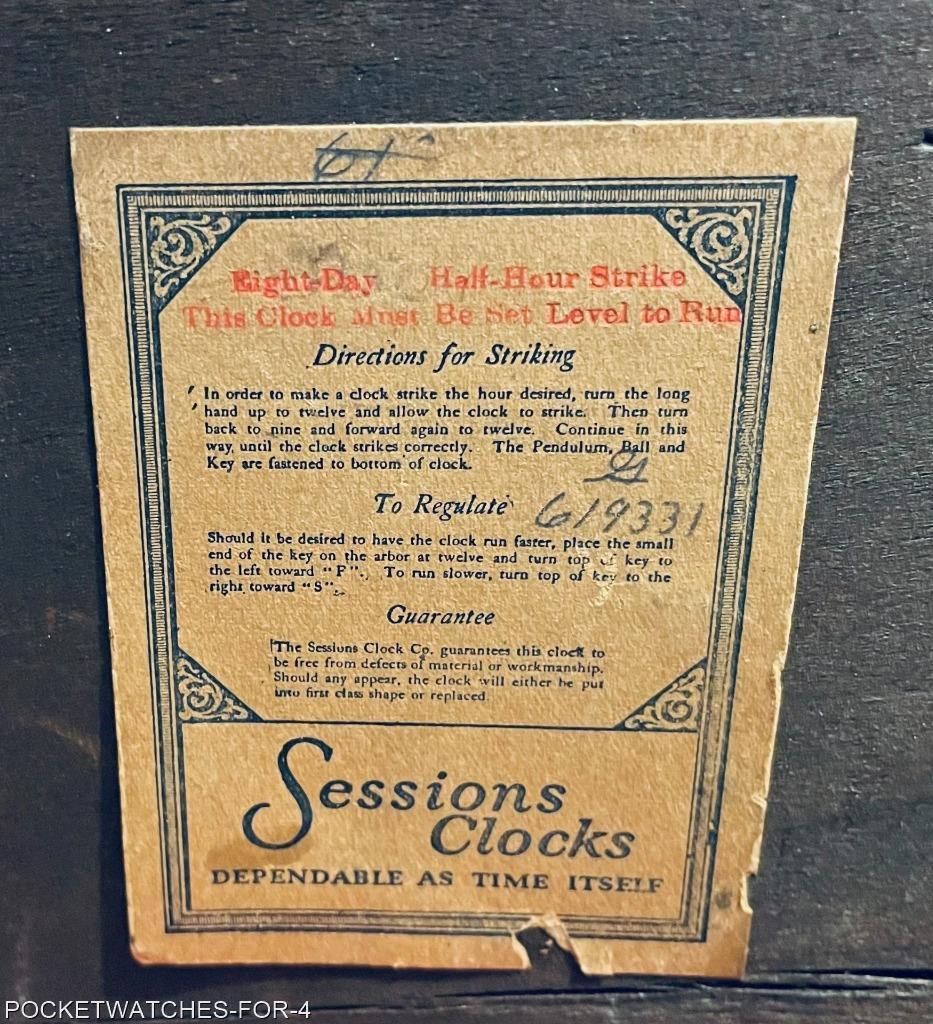 61
Eight-Day Half-Hour Strike
This Clock Must Be Set Level to Run
Directions for Striking
In order to make a clock strike the hour desired, turn the long
hand up to twelve and allow the clock to strike. Then turn
back to nine and forward again to twelve. Continue in this
way, until the clock strikes correctly. The Pendulum, Ball and
Key are fastened to bottom of clock.
To Regulate
619331
Should it be desired to have the clock run faster, place the small
end of the key on the arbor at twelve and turn top of key to
the left toward "F". To run slower, turn top of key to the
right toward "S".
Guarantee
The Sessions Clock Co. guarantees this clock to
be free from defects of material or workmanship.
Should any appear, the clock will either be put
into first class shape or replaced.
Sessions
Clocks
DEPENDABLE AS TIME ITSELF
POCKETWATCHES-FOR-4